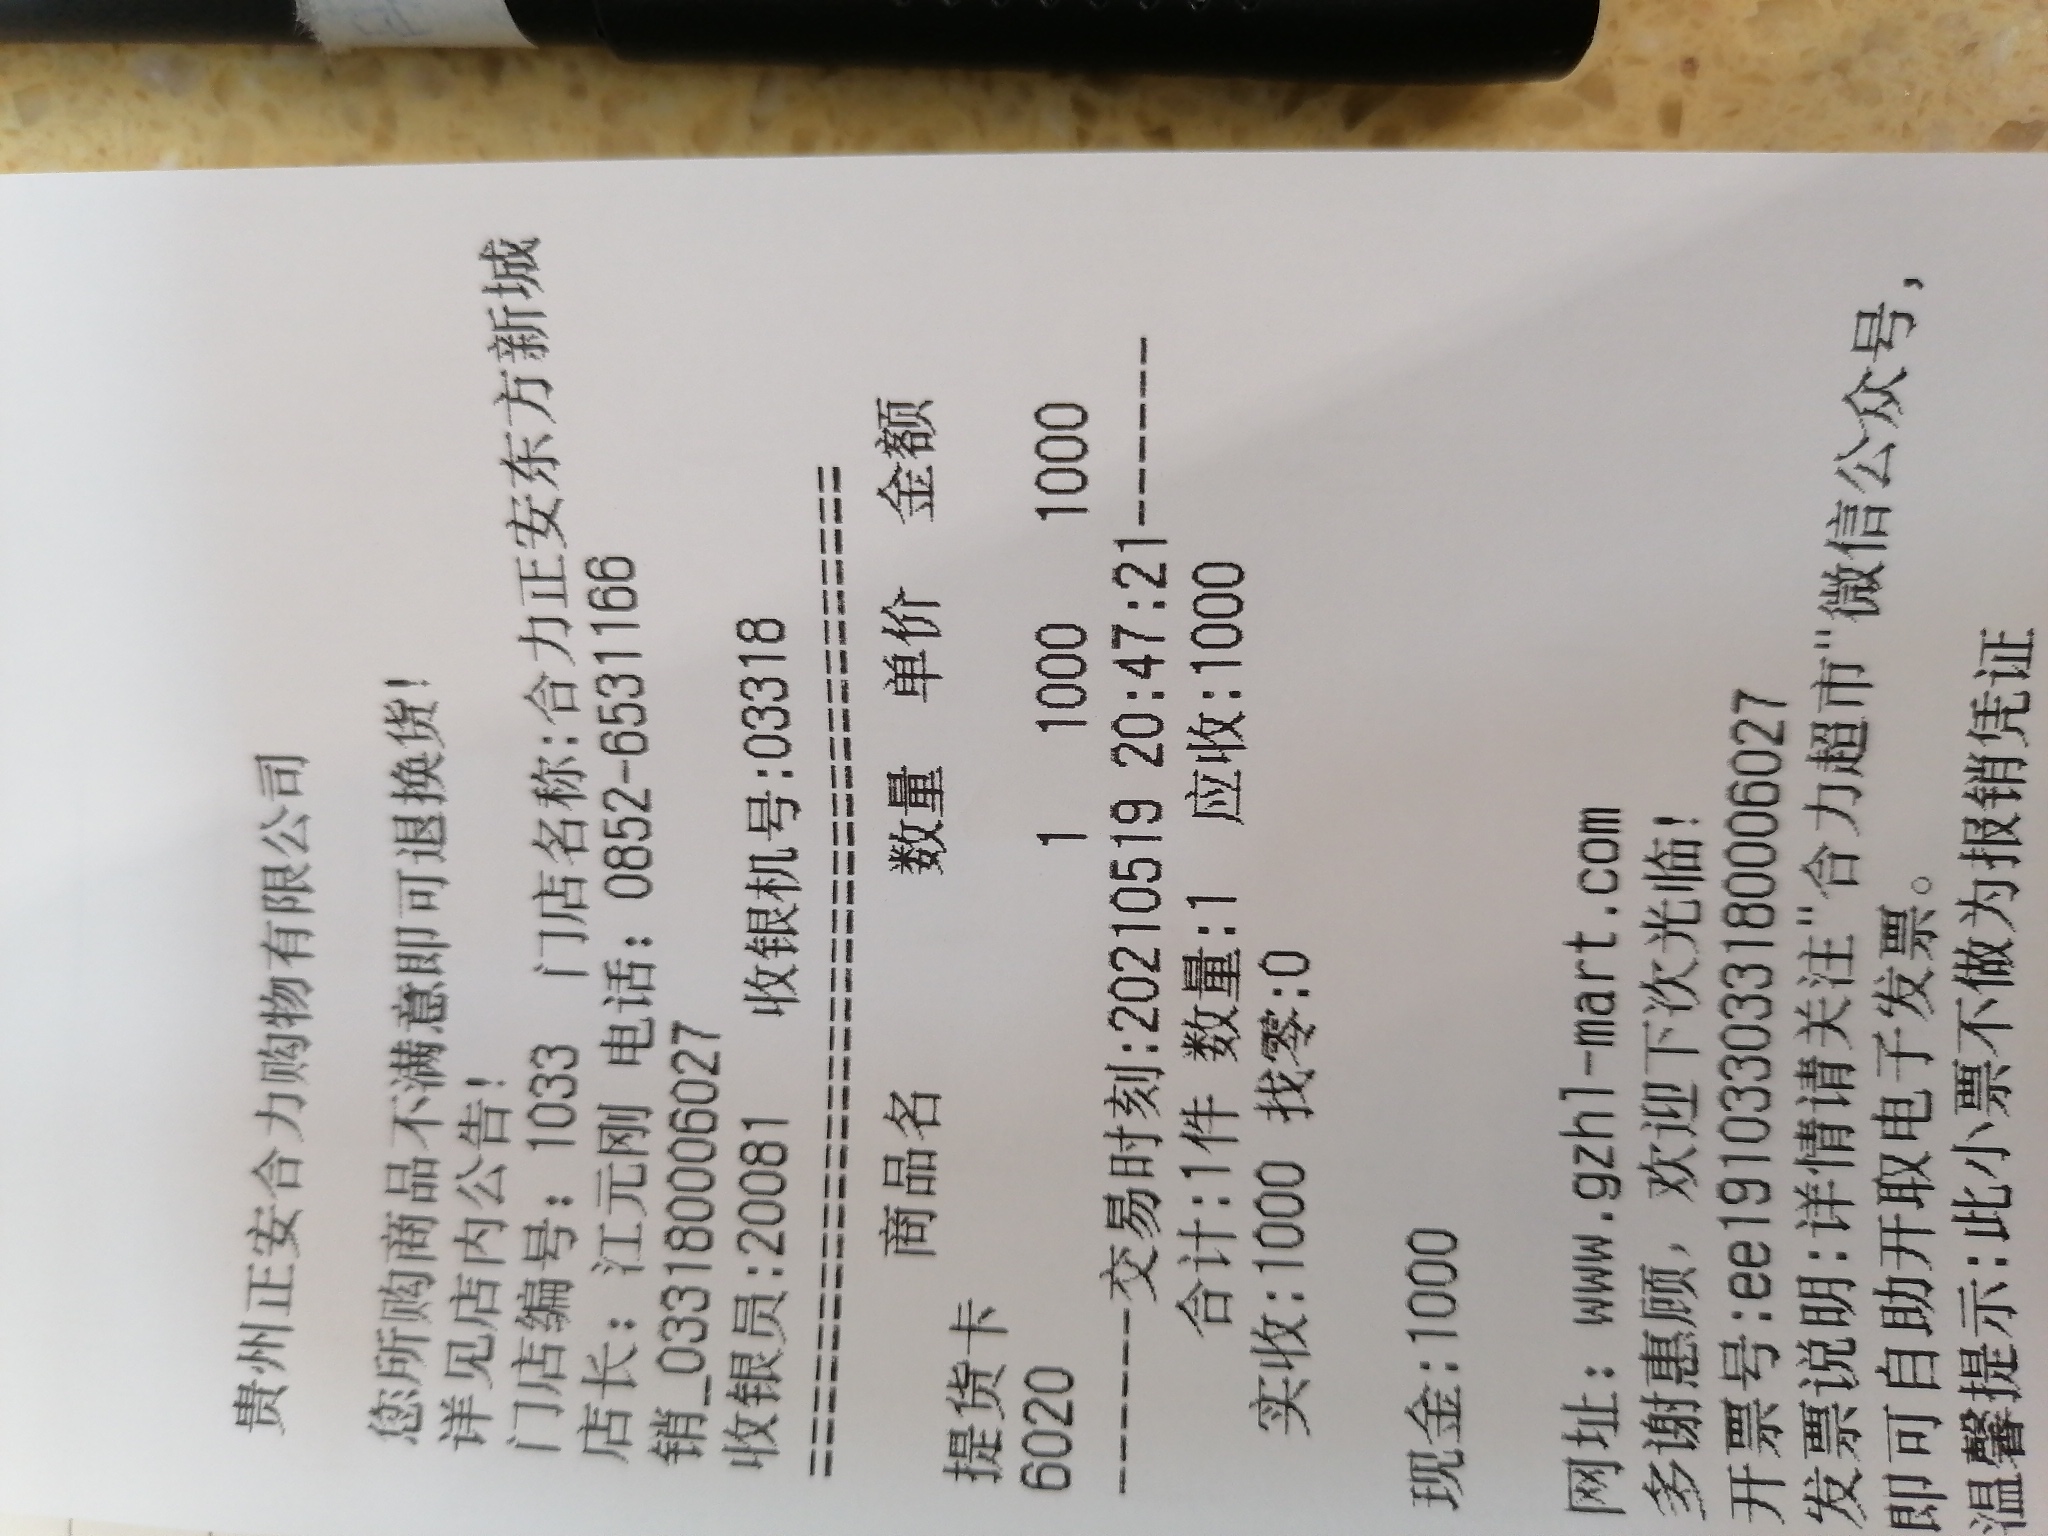 贵州正安合力购物有限公司
您所购商品不满意即可退换货!
详见店内公告!
门店编号: 1033 门店名称:合力正安东方新城
店长: 江元刚 电话: 0852-6531166
销_033180006027
收银员:20081 收银机号:03318
==========================================
商品名 数量 单价 金额
提货卡
6020 1 1000 1000
--------交易时刻:20210519 20:47:21--------
合计:1件 数量:1 应收:1000
实收:1000 找零:0
现金:1000
网址: www.gzhl-mart.com
多谢惠顾, 欢迎下次光临!
开票号:ee191033033180006027
发票说明:详情请关注"合力超市"微信公众号,
即可自助开取电子发票。
温馨提示:此小票不做为报销凭证